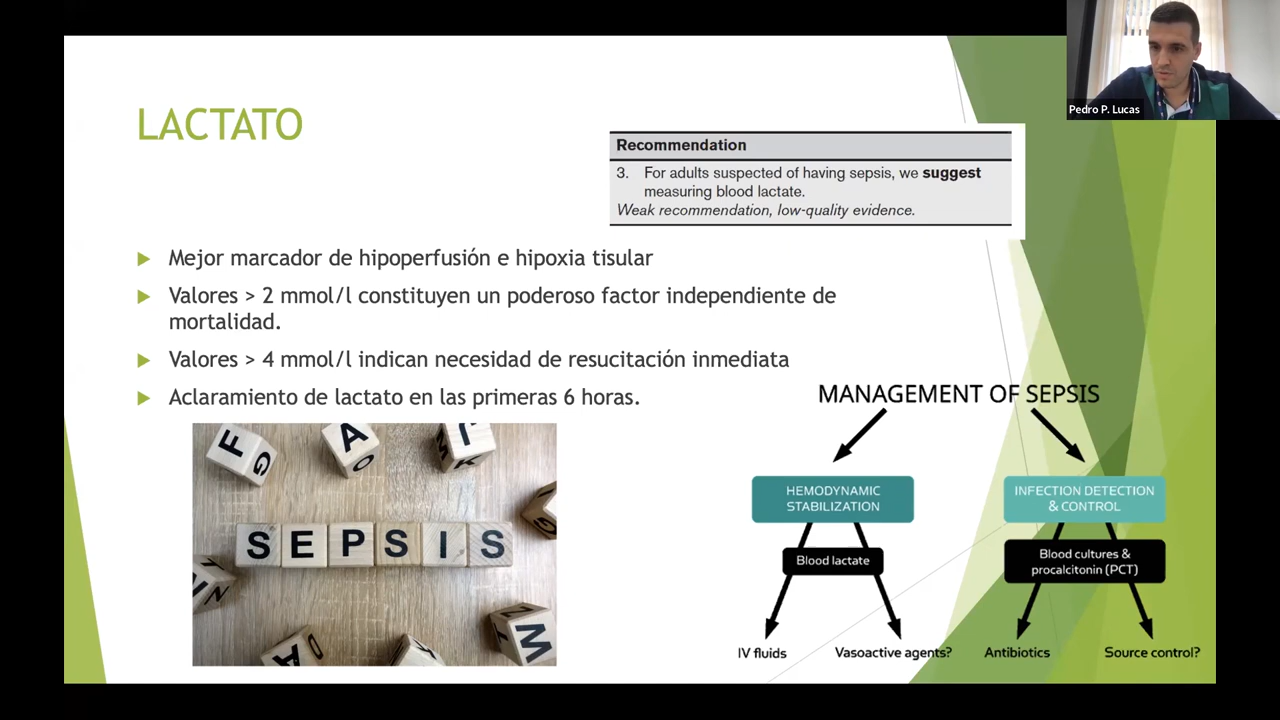 Pedro P. Lucas
LACTATO
Recommendation
3. For adults suspected of having sepsis, we suggest
measuring blood lactate.
Weak recommendation, low-quality evidence.
Mejor marcador de hipoperfusión e hipoxia tisular
Valores > 2 mmol/l constituyen un poderoso factor independiente de
mortalidad.
Valores > 4 mmol/l indican necesidad de resucitación inmediata
Aclaramiento de lactato en las primeras 6 horas.
F G A O K
SEPSIS
MANAGEMENT OF SEPSIS
HEMODYNAMIC
STABILIZATION
INFECTION DETECTION
& CONTROL
Blood lactate
Blood cultures &
procalcitonin (PCT)
IV fluids
Vasoactive agents?
Antibiotics
Source control?